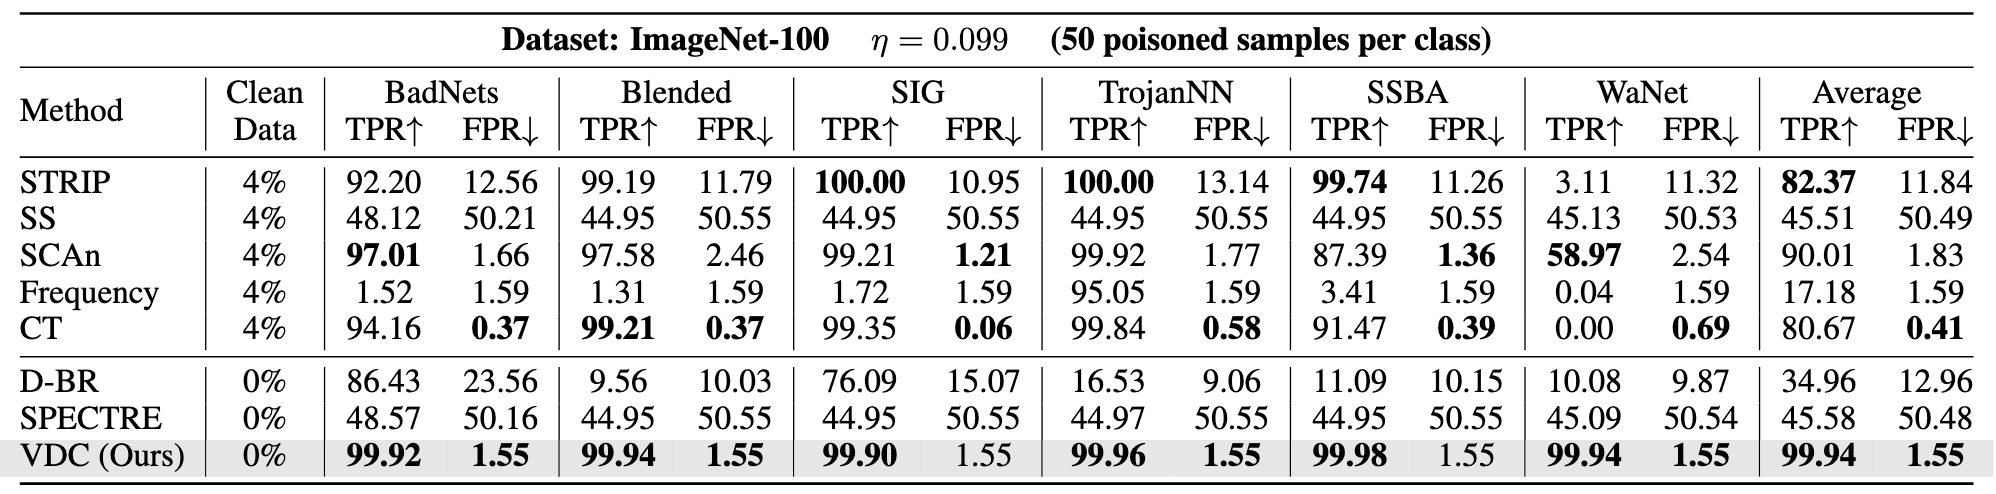 Dataset: ImageNet-100 η = 0.099 (50 poisoned samples per class)
Method Clean Data BadNets Blended SIG TrojanNN SSBA WaNet Average
TPR↑ FPR↓ TPR↑ FPR↓ TPR↑ FPR↓ TPR↑ FPR↓ TPR↑ FPR↓ TPR↑ FPR↓ TPR↑ FPR↓
STRIP 4% 92.20 12.56 99.19 11.79 100.00 10.95 100.00 13.14 99.74 11.26 3.11 11.32 82.37 11.84
SS 4% 48.12 50.21 44.95 50.55 44.95 50.55 44.95 50.55 44.95 50.55 45.13 50.53 45.51 50.49
SCAn 4% 97.01 1.66 97.58 2.46 99.21 1.21 99.92 1.77 87.39 1.36 58.97 2.54 90.01 1.83
Frequency 4% 1.52 1.59 1.31 1.59 1.72 1.59 95.05 1.59 3.41 1.59 0.04 1.59 17.18 1.59
CT 4% 94.16 0.37 99.21 0.37 99.35 0.06 99.84 0.58 91.47 0.39 0.00 0.69 80.67 0.41
D-BR 0% 86.43 23.56 9.56 10.03 76.09 15.07 16.53 9.06 11.09 10.15 10.08 9.87 34.96 12.96
SPECTRE 0% 48.57 50.16 44.95 50.55 44.95 50.55 44.97 50.55 44.95 50.55 45.09 50.54 45.58 50.48
VDC (Ours) 0% 99.92 1.55 99.94 1.55 99.90 1.55 99.96 1.55 99.98 1.55 99.94 1.55 99.94 1.55